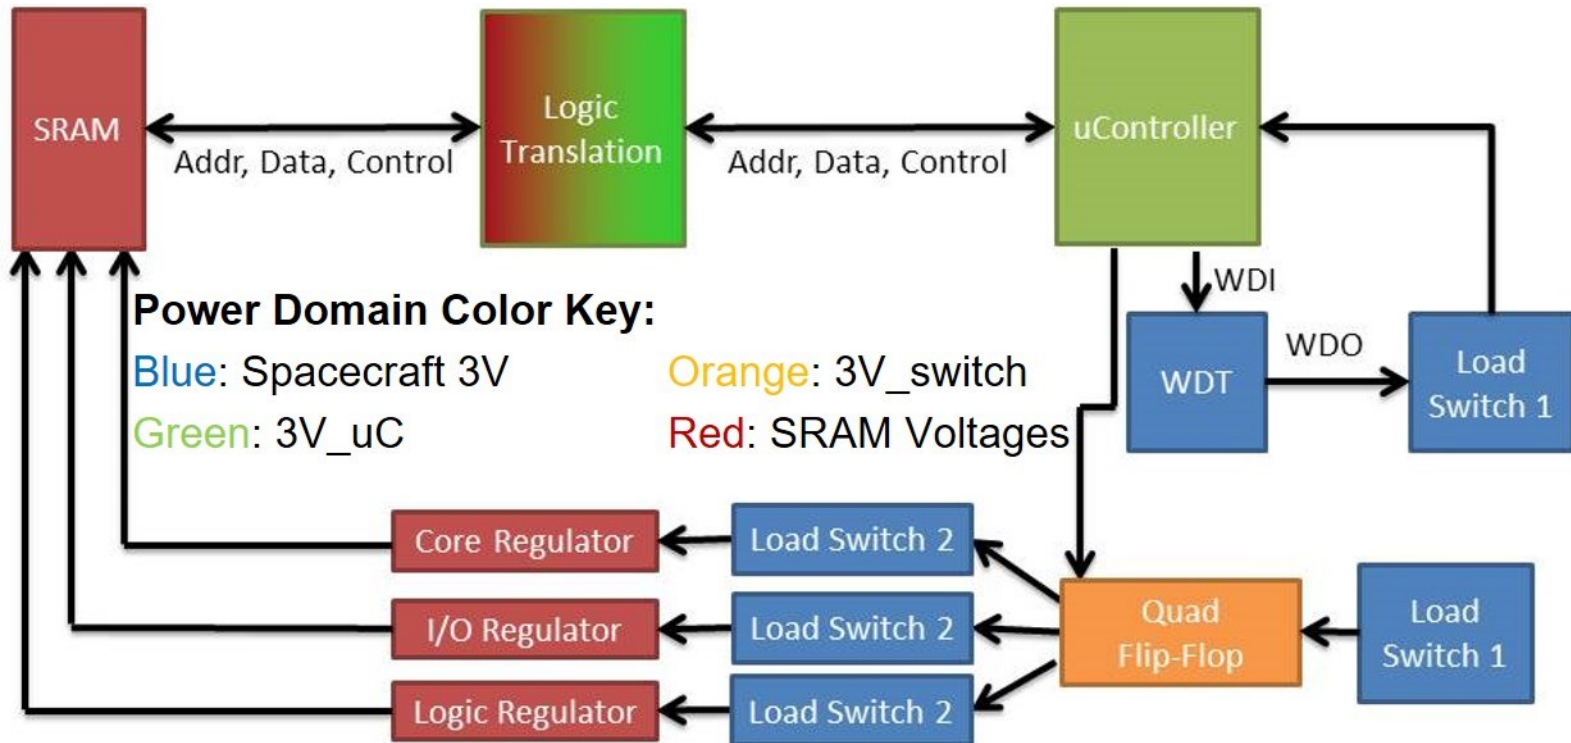 SRAM
Addr, Data, Control
Logic
Translation
Addr, Data, Control
uController
WDI
WDT
WDO
Load
Switch 1
Power Domain Color Key:
Blue: Spacecraft 3V
Orange: 3V_switch
Green: 3V_uC
Red: SRAM Voltages
Core Regulator
Load Switch 2
I/O Regulator
Load Switch 2
Logic Regulator
Load Switch 2
Quad
Flip-Flop
Load
Switch 1